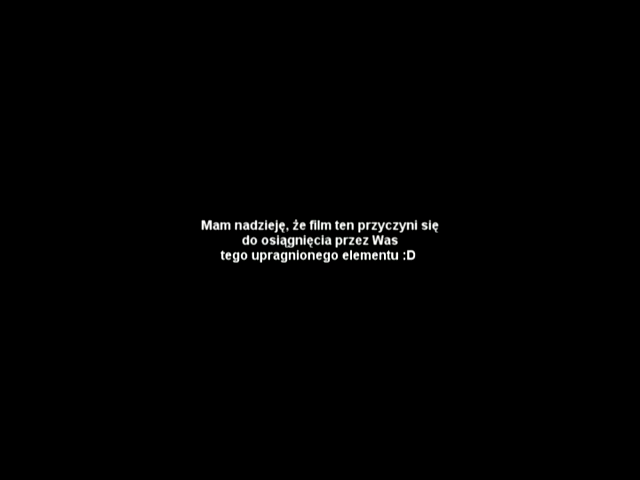 Mam nadzieję, że film ten przyczyni się
do osiągnięcia przez Was
tego upragnionego elementu :D